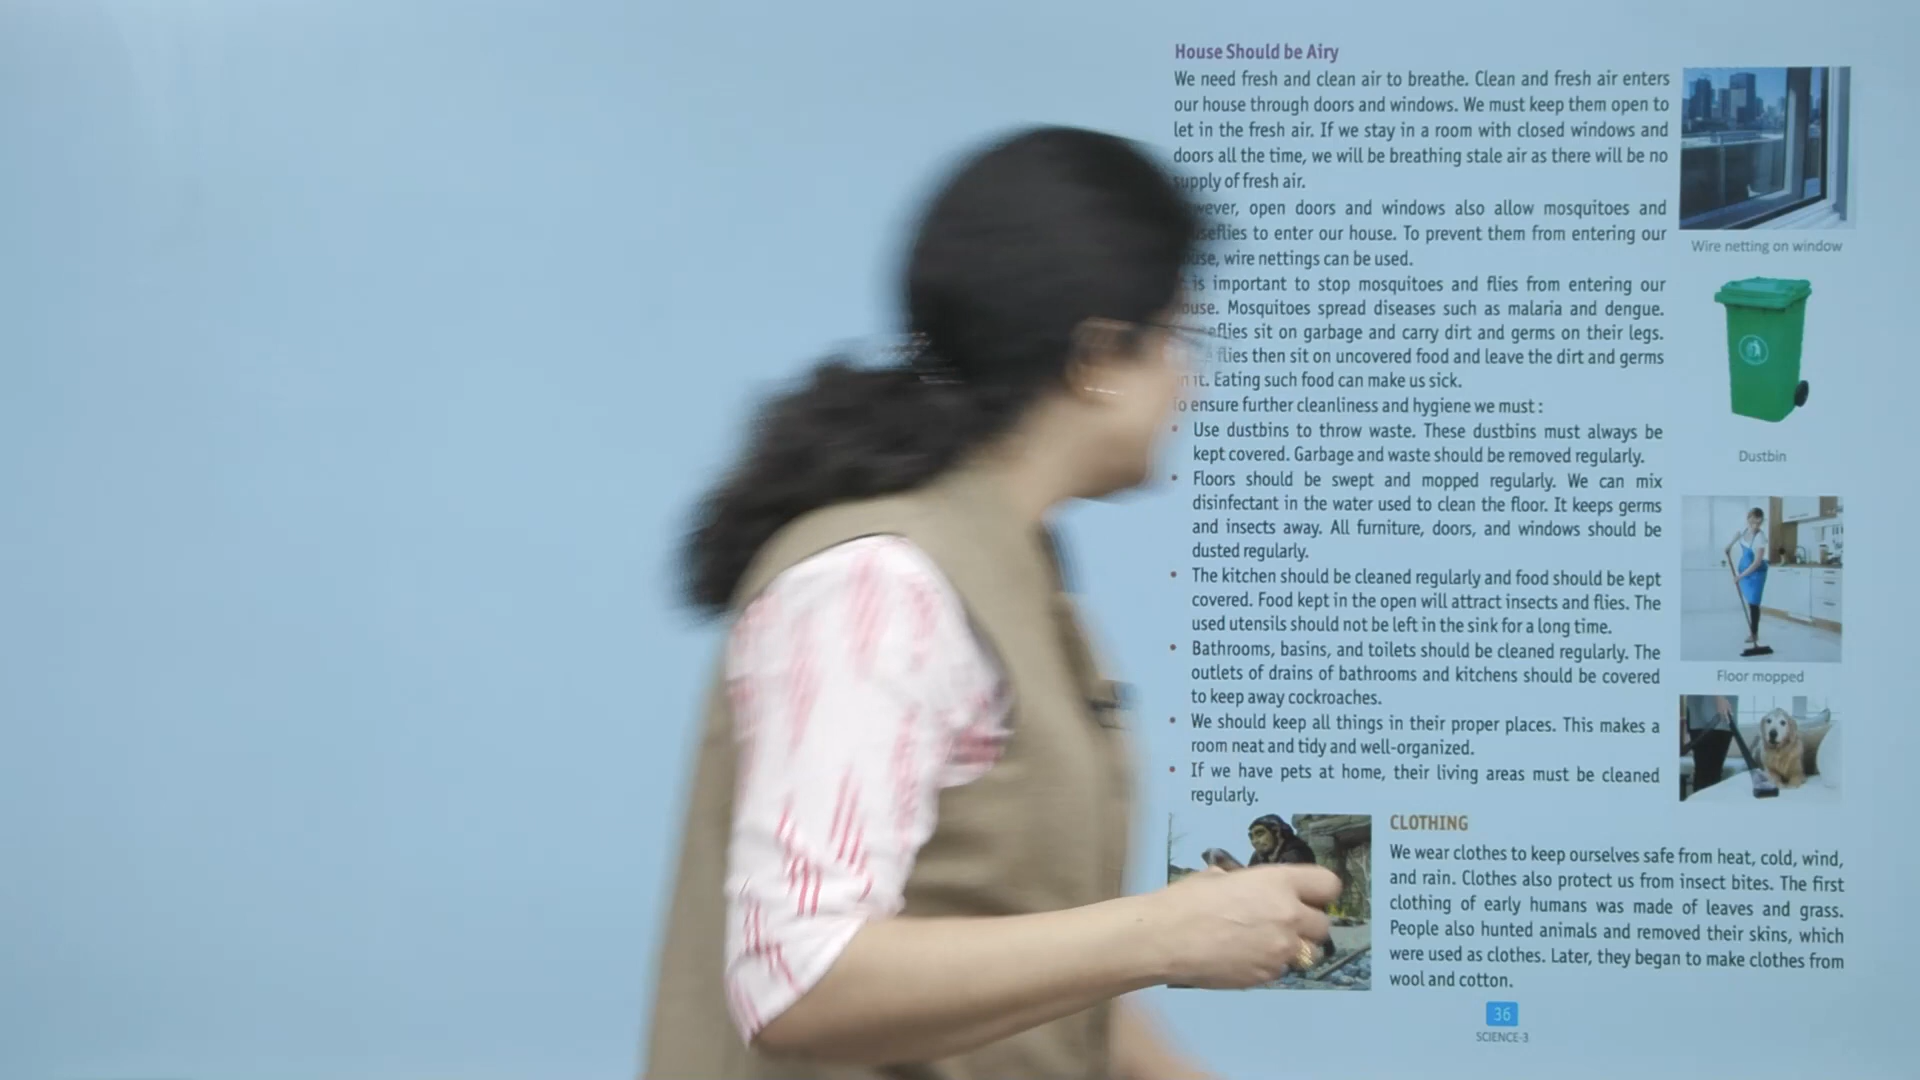 House Should be Airy
We need fresh and clean air to breathe. Clean and fresh air enters
our house through doors and windows. We must keep them open to
let in the fresh air. If we stay in a room with closed windows and
doors all the time, we will be breathing stale air as there will be no
supply of fresh air.
open doors and windows also allow mosquitoes and
to enter our house. To prevent them from entering our
wire nettings can be used.
is important to stop mosquitoes and flies from entering our
Mosquitoes spread diseases such as malaria and dengue.
sit on garbage and carry dirt and germs on their legs.
flies then sit on uncovered food and leave the dirt and germs
it. Eating such food can make us sick.
To ensure further cleanliness and hygiene we must :
• Use dustbins to throw waste. These dustbins must always be
kept covered. Garbage and waste should be removed regularly.
• Floors should be swept and mopped regularly. We can mix
disinfectant in the water used to clean the floor. It keeps germs
and insects away. All furniture, doors, and windows should be
dusted regularly.
• The kitchen should be cleaned regularly and food should be kept
covered. Food kept in the open will attract insects and flies. The
used utensils should not be left in the sink for a long time.
• Bathrooms, basins, and toilets should be cleaned regularly. The
outlets of drains of bathrooms and kitchens should be covered
to keep away cockroaches.
• We should keep all things in their proper places. This makes a
room neat and tidy and well-organized.
• If we have pets at home, their living areas must be cleaned
regularly.
Wire netting on window
Dustbin
Floor mopped
CLOTHING
We wear clothes to keep ourselves safe from heat, cold, wind,
and rain. Clothes also protect us from insect bites. The first
clothing of early humans was made of leaves and grass.
People also hunted animals and removed their skins, which
were used as clothes. Later, they began to make clothes from
wool and cotton.
36
SCIENCE-3